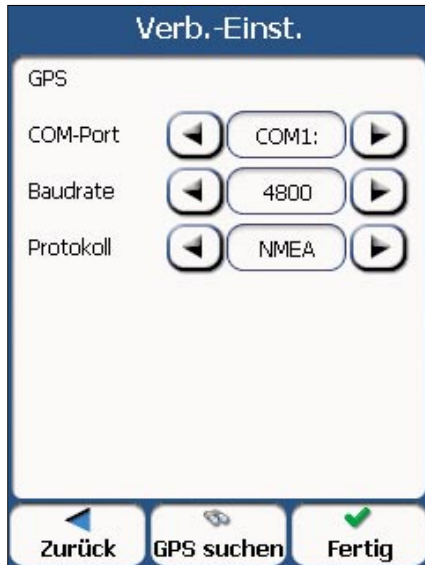 Verb.-Einst.
GPS
COM-Port COM1:
Baudrate 4800
Protokoll NMEA
Zurück GPS suchen Fertig